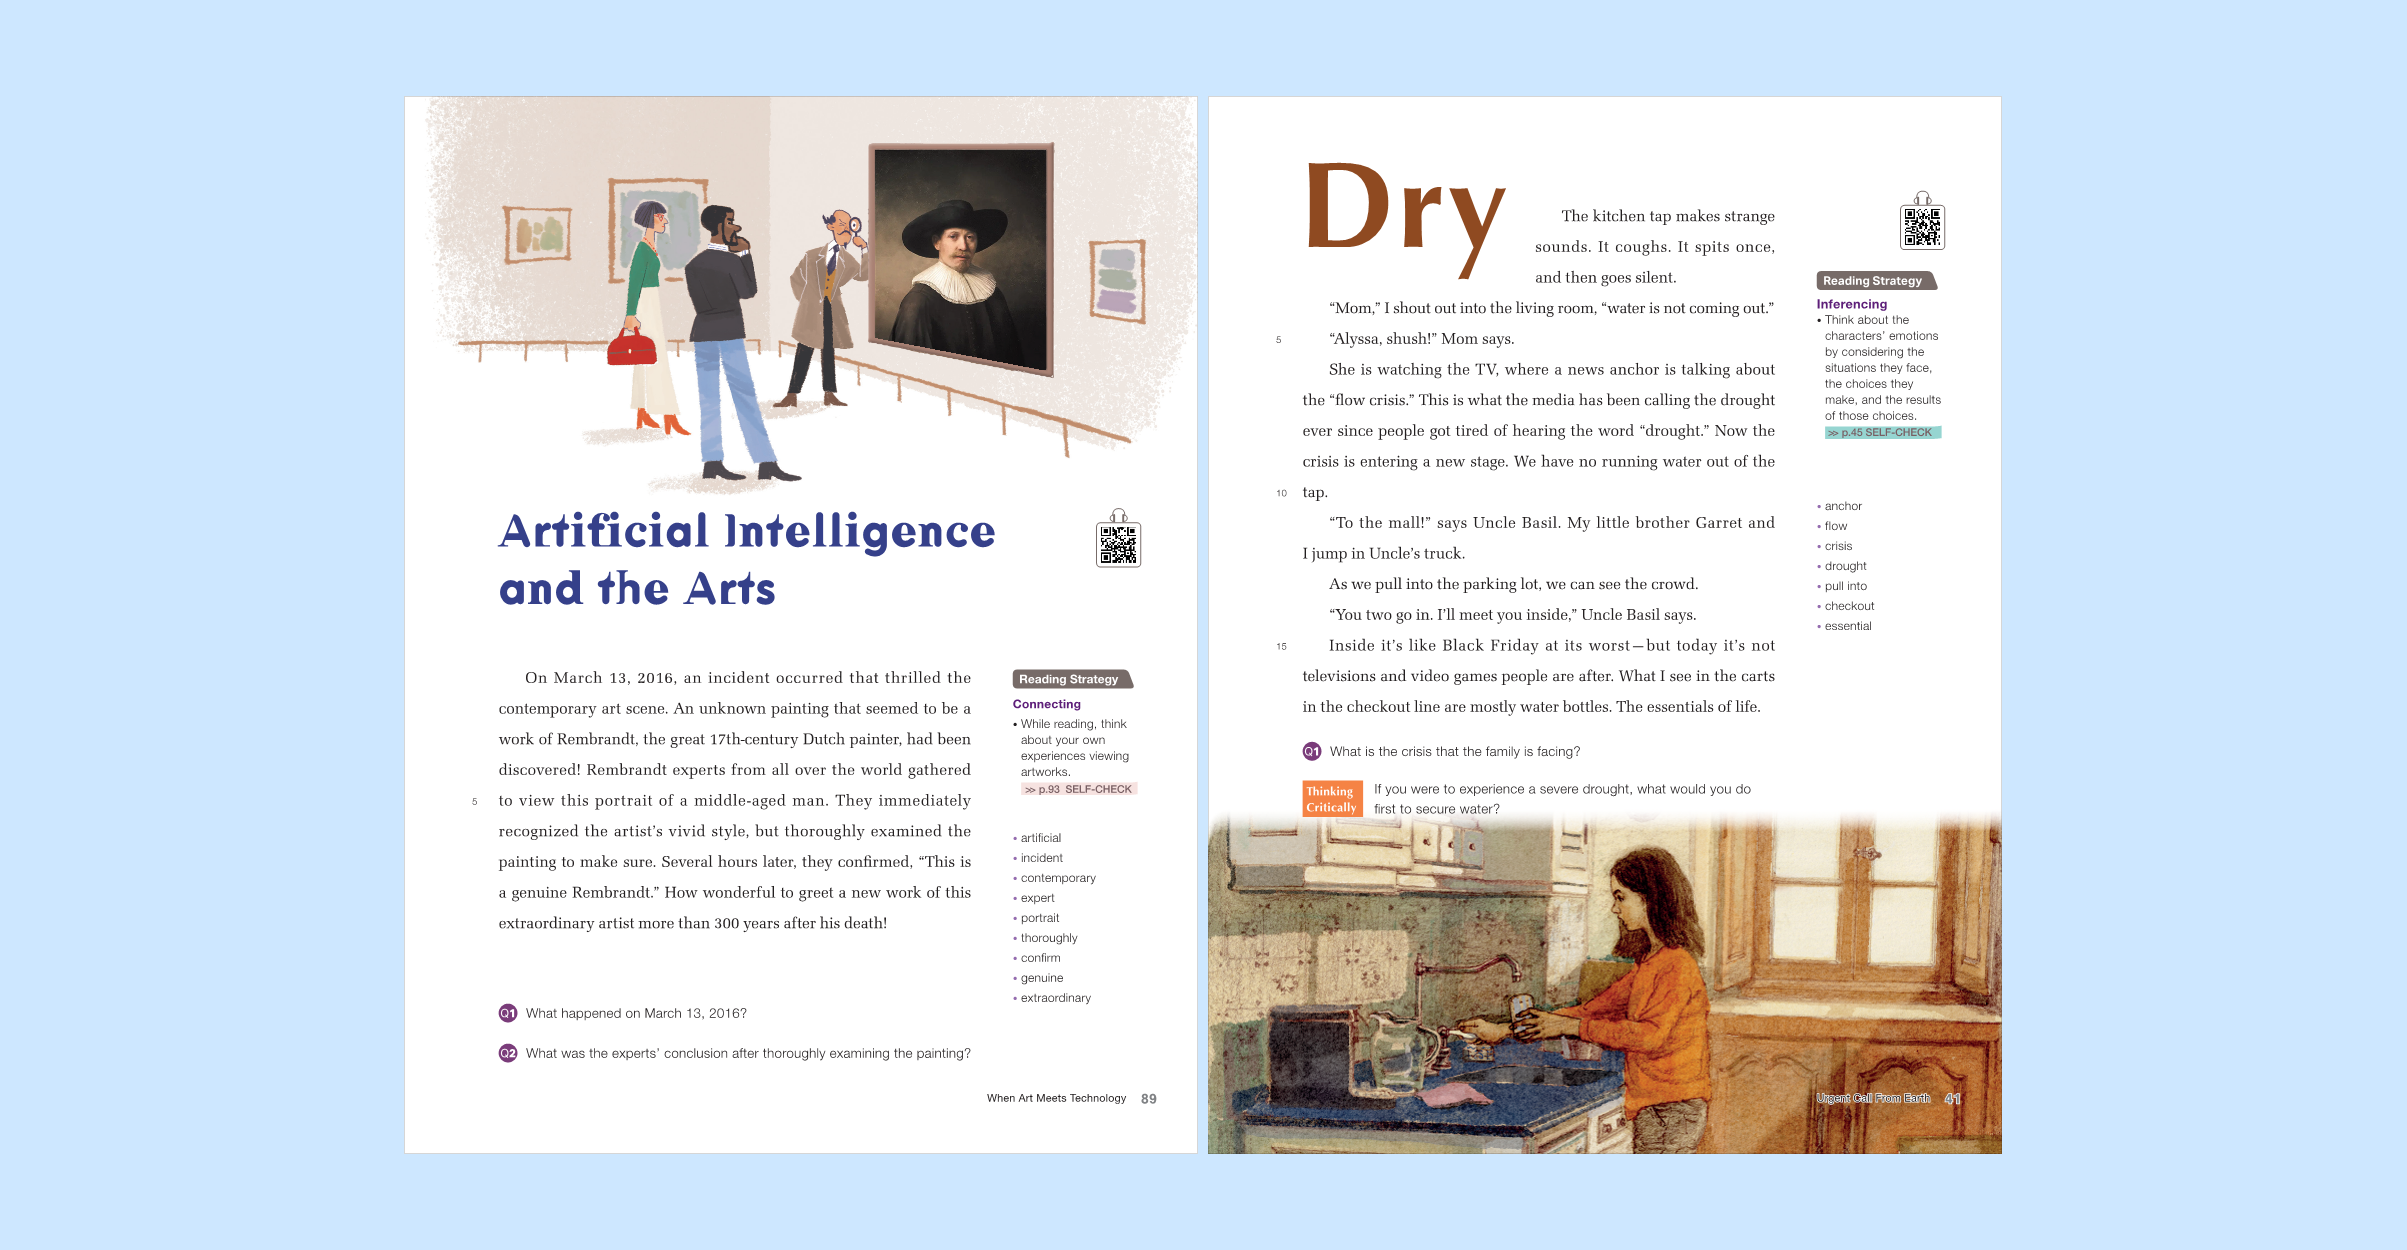 Artificial Intelligence
and the Arts
On March 13, 2016, an incident occurred that thrilled the
contemporary art scene. An unknown painting that seemed to be a
work of Rembrandt, the great 17th-century Dutch painter, had been
discovered! Rembrandt experts from all over the world gathered
5 to view this portrait of a middle-aged man. They immediately
recognized the artist’s vivid style, but thoroughly examined the
painting to make sure. Several hours later, they confirmed, “This is
a genuine Rembrandt.” How wonderful to greet a new work of this
extraordinary artist more than 300 years after his death!
Reading Strategy
Connecting
• While reading, think
about your own
experiences viewing
artworks.
>> p.93 SELF-CHECK
• artificial
• incident
• contemporary
• expert
• portrait
• thoroughly
• confirm
• genuine
• extraordinary
Q1 What happened on March 13, 2016?
Q2 What was the experts’ conclusion after thoroughly examining the painting?
When Art Meets Technology 89
Dry
The kitchen tap makes strange
sounds. It coughs. It spits once,
and then goes silent.
“Mom,” I shout out into the living room, “water is not coming out.”
5 “Alyssa, shush!” Mom says.
She is watching the TV, where a news anchor is talking about
the “flow crisis.” This is what the media has been calling the drought
ever since people got tired of hearing the word “drought.” Now the
crisis is entering a new stage. We have no running water out of the
10 tap.
“To the mall!” says Uncle Basil. My little brother Garret and
I jump in Uncle’s truck.
As we pull into the parking lot, we can see the crowd.
“You two go in. I’ll meet you inside,” Uncle Basil says.
15 Inside it’s like Black Friday at its worst—but today it’s not
televisions and video games people are after. What I see in the carts
in the checkout line are mostly water bottles. The essentials of life.
Reading Strategy
Inferencing
• Think about the
characters’ emotions
by considering the
situations they face,
the choices they
make, and the results
of those choices.
>> p.45 SELF-CHECK
• anchor
• flow
• crisis
• drought
• pull into
• checkout
• essential
Q1 What is the crisis that the family is facing?
Thinking
Critically
If you were to experience a severe drought, what would you do
first to secure water?
Urgent Call From Earth 41